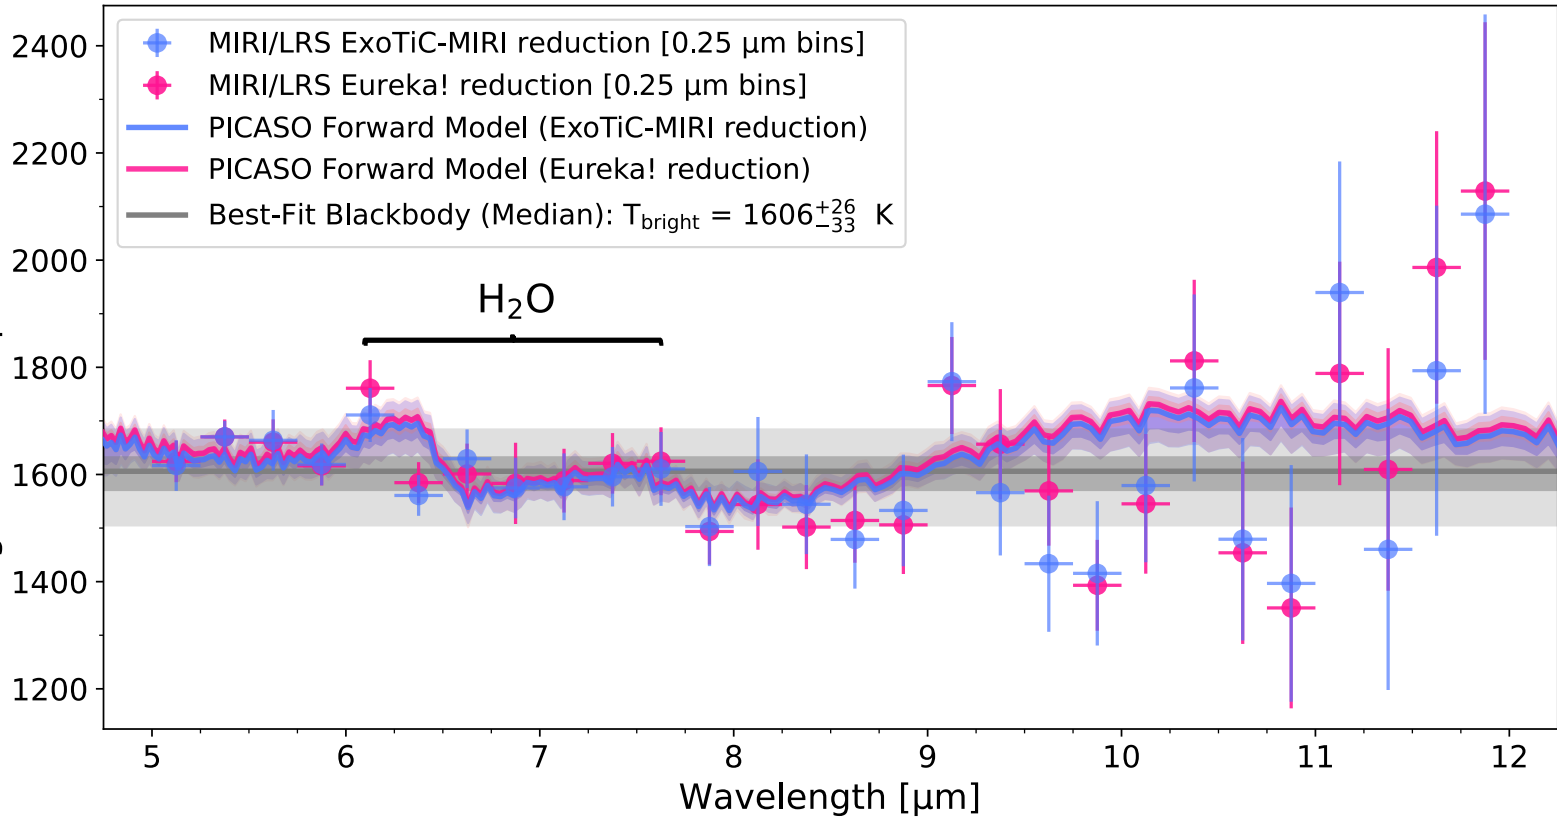 2400
2200
2000
1800
1600
1400
1200
MIRI/LRS ExoTiC-MIRI reduction [0.25 μm bins]
MIRI/LRS Eureka! reduction [0.25 μm bins]
PICASO Forward Model (ExoTiC-MIRI reduction)
PICASO Forward Model (Eureka! reduction)
Best-Fit Blackbody (Median): T_bright = 1606^{+26}_{-33} K
H₂O
5 6 7 8 9 10 11 12
Wavelength [μm]